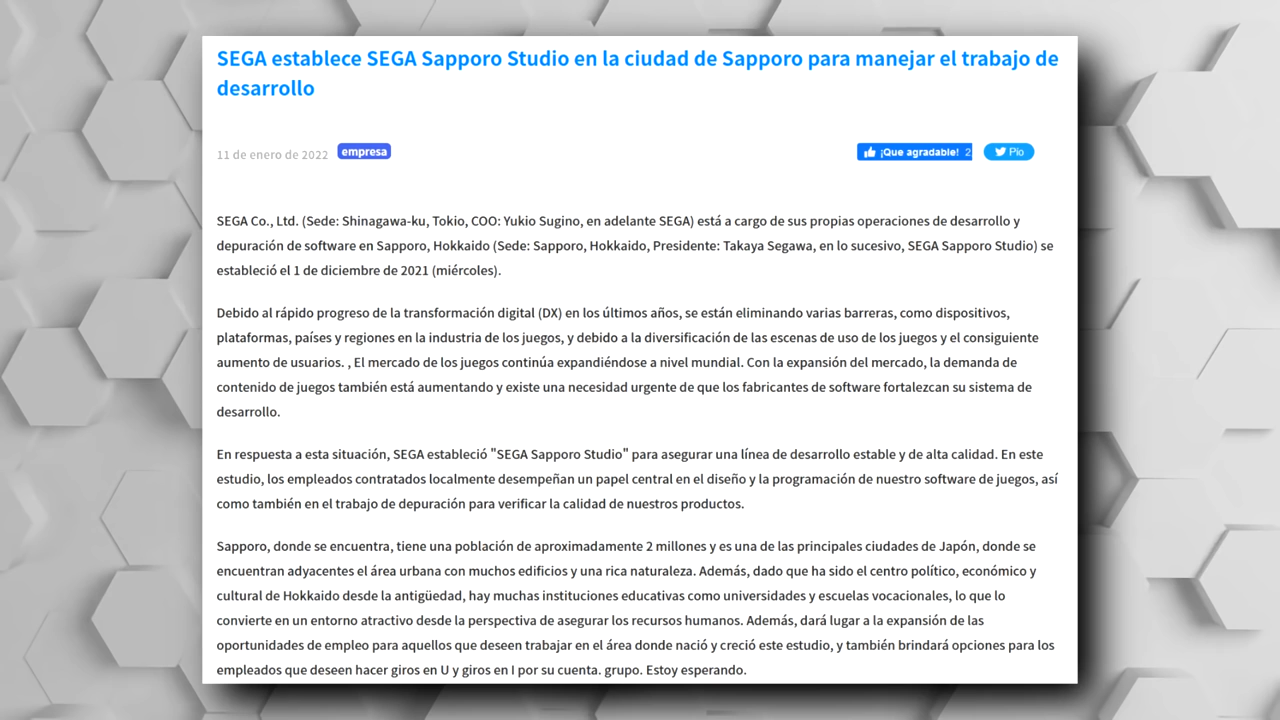 SEGA establece SEGA Sapporo Studio en la ciudad de Sapporo para manejar el trabajo de
desarrollo
11 de enero de 2022 empresa ¡Que agradable! 2 Pío
SEGA Co., Ltd. (Sede: Shinagawa-ku, Tokio, COO: Yukio Sugino, en adelante SEGA) está a cargo de sus propias operaciones de desarrollo y
depuración de software en Sapporo, Hokkaido (Sede: Sapporo, Hokkaido, Presidente: Takaya Segawa, en lo sucesivo, SEGA Sapporo Studio) se
estableció el 1 de diciembre de 2021 (miércoles).
Debido al rápido progreso de la transformación digital (DX) en los últimos años, se están eliminando varias barreras, como dispositivos,
plataformas, países y regiones en la industria de los juegos, y debido a la diversificación de las escenas de uso de los juegos y el consiguiente
aumento de usuarios. , El mercado de los juegos continúa expandiéndose a nivel mundial. Con la expansión del mercado, la demanda de
contenido de juegos también está aumentando y existe una necesidad urgente de que los fabricantes de software fortalezcan su sistema de
desarrollo.
En respuesta a esta situación, SEGA estableció "SEGA Sapporo Studio" para asegurar una línea de desarrollo estable y de alta calidad. En este
estudio, los empleados contratados localmente desempeñan un papel central en el diseño y la programación de nuestro software de juegos, así
como también en el trabajo de depuración para verificar la calidad de nuestros productos.
Sapporo, donde se encuentra, tiene una población de aproximadamente 2 millones y es una de las principales ciudades de Japón, donde se
encuentran adyacentes el área urbana con muchos edificios y una rica naturaleza. Además, dado que ha sido el centro político, económico y
cultural de Hokkaido desde la antigüedad, hay muchas instituciones educativas como universidades y escuelas vocacionales, lo que lo
convierte en un entorno atractivo desde la perspectiva de asegurar los recursos humanos. Además, dará lugar a la expansión de las
oportunidades de empleo para aquellos que deseen trabajar en el área donde nació y creció este estudio, y también brindará opciones para los
empleados que deseen hacer giros en U y giros en I por su cuenta. grupo. Estoy esperando.